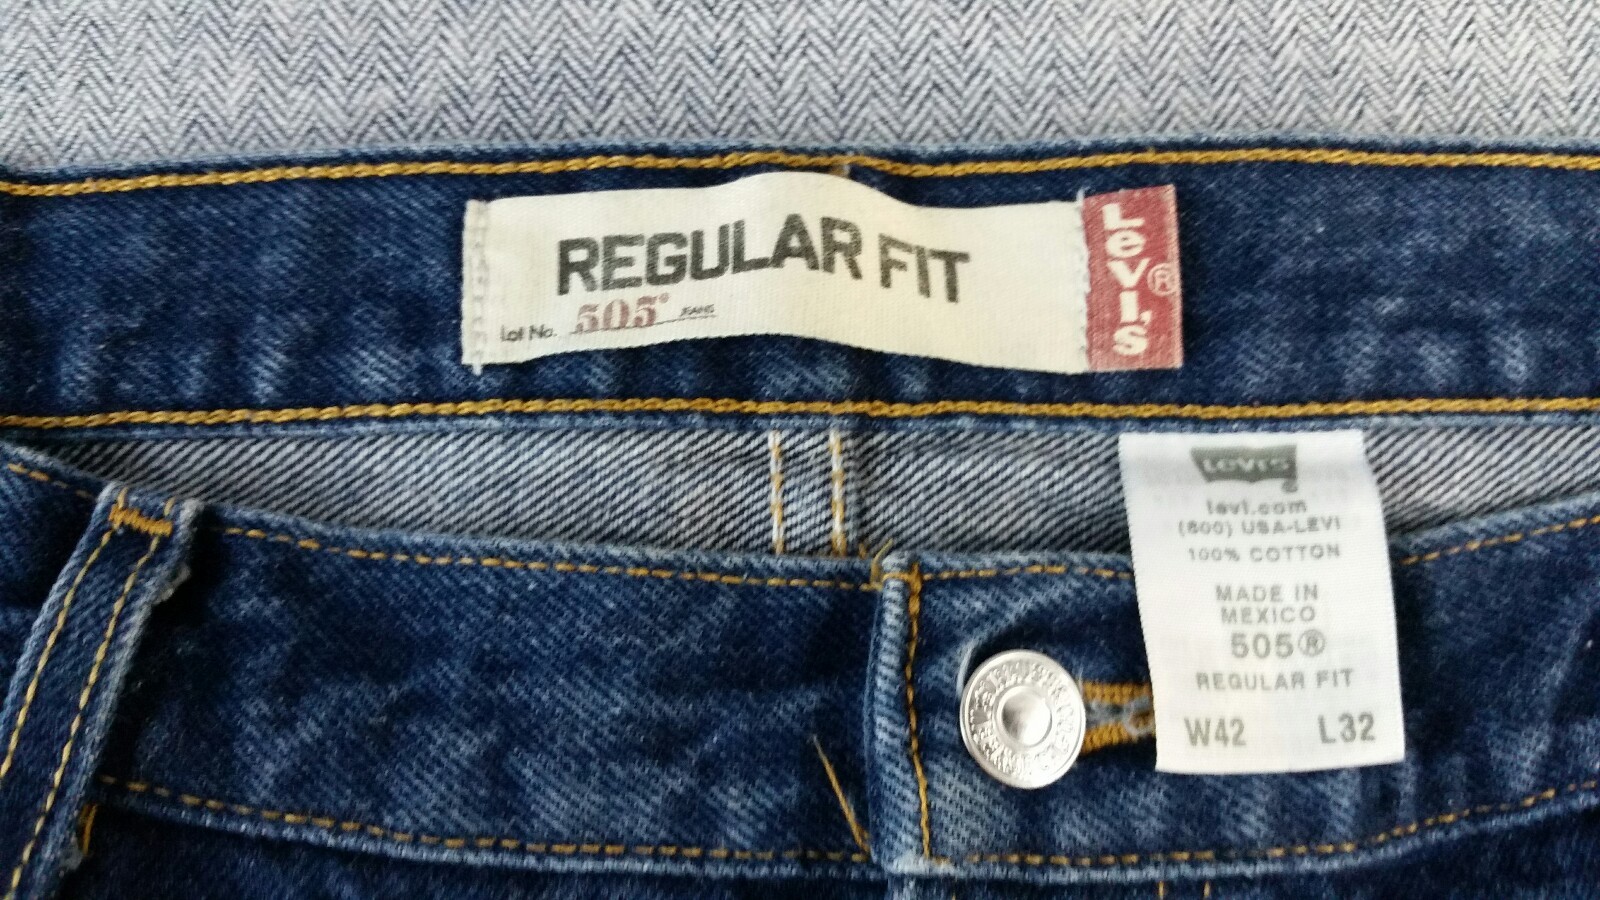 REGULAR FIT
Lot No. 505® JEANS
Levi's®
Levi's®
levi.com
(800) USA-LEVI
100% COTTON
MADE IN
MEXICO
505®
REGULAR FIT
W42 L32